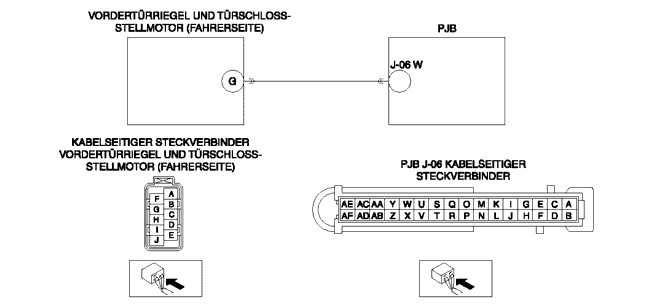 VORDERTÜRRIEGEL UND TÜRSCHLOSS-
STELLMOTOR (FAHRERSEITE)
PJB
G
J-06 W
KABELSEITIGER STECKVERBINDER
VORDERTÜRRIEGEL UND TÜRSCHLOSS-
STELLMOTOR (FAHRERSEITE)
PJB J-06 KABELSEITIGER
STECKVERBINDER
F
G
H
I
J
A
B
C
D
E
AE AC AA Y W U S Q O M K I G E C A
AF AD AB Z X V T R P N L J H F D B